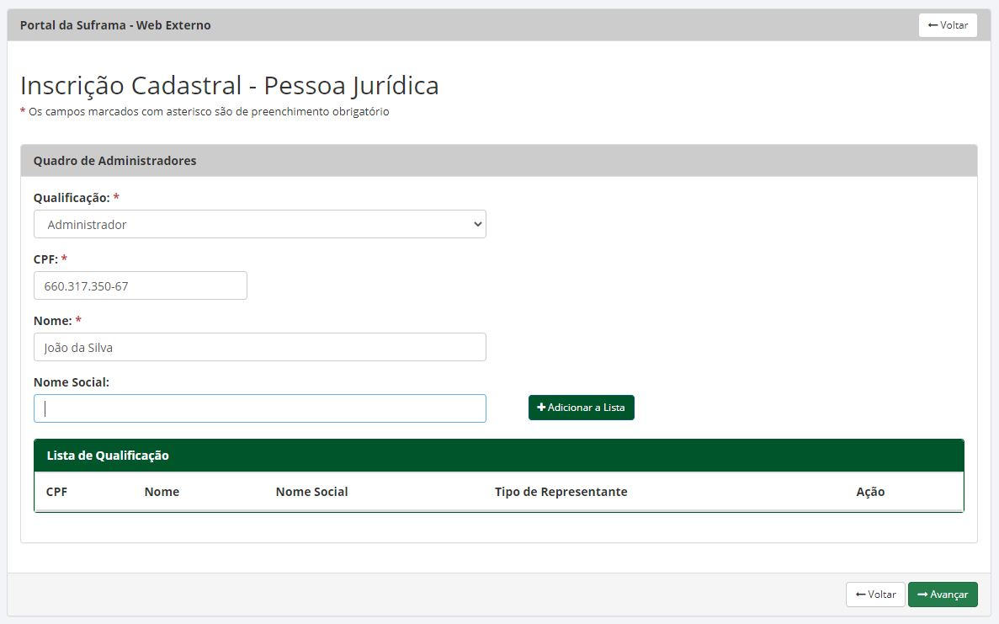 Portal da Suframa - Web Externo
Voltar
Inscrição Cadastral - Pessoa Jurídica
* Os campos marcados com asterisco são de preenchimento obrigatório
Quadro de Administradores
Qualificação: *
Administrador
CPF: *
660.317.350-67
Nome: *
João da Silva
Nome Social:
Adicionar a Lista
Lista de Qualificação
CPF Nome Nome Social Tipo de Representante Ação
Voltar Avançar